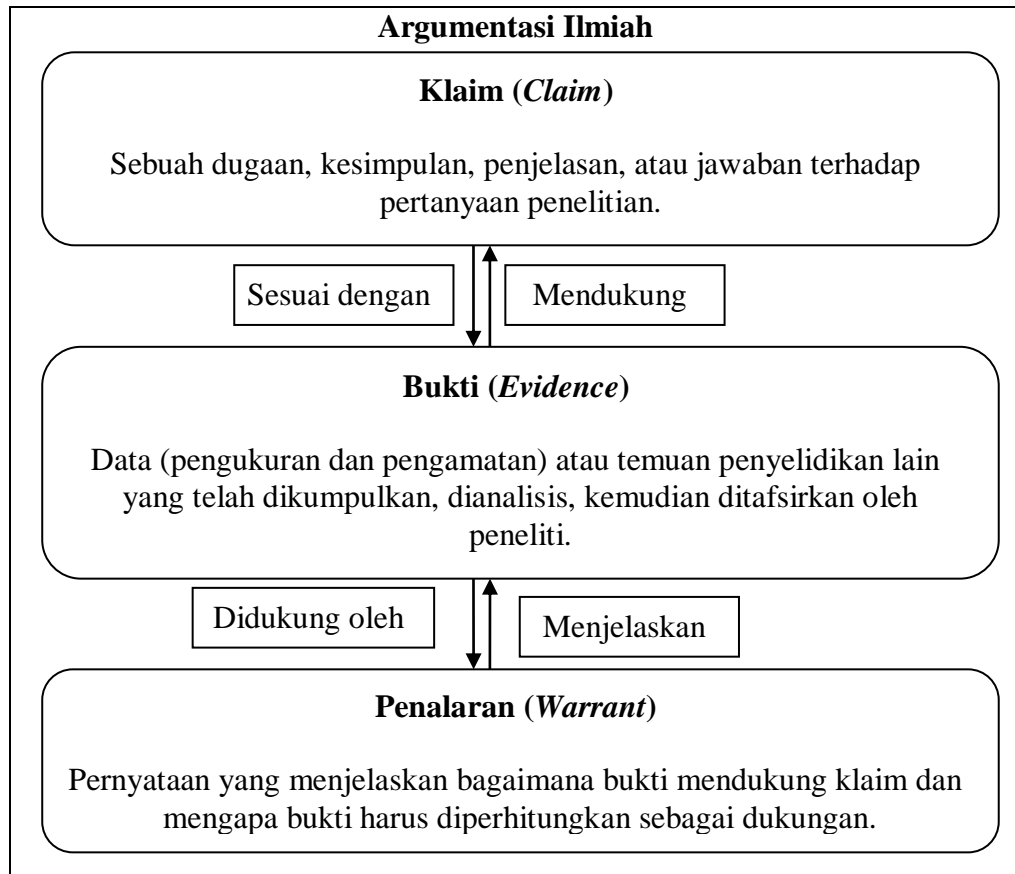 Argumentasi Ilmiah
Klaim (Claim)
Sebuah dugaan, kesimpulan, penjelasan, atau jawaban terhadap
pertanyaan penelitian.
Sesuai dengan
Mendukung
Bukti (Evidence)
Data (pengukuran dan pengamatan) atau temuan penyelidikan lain
yang telah dikumpulkan, dianalisis, kemudian ditafsirkan oleh
peneliti.
Didukung oleh
Menjelaskan
Penalaran (Warrant)
Pernyataan yang menjelaskan bagaimana bukti mendukung klaim dan
mengapa bukti harus diperhitungkan sebagai dukungan.